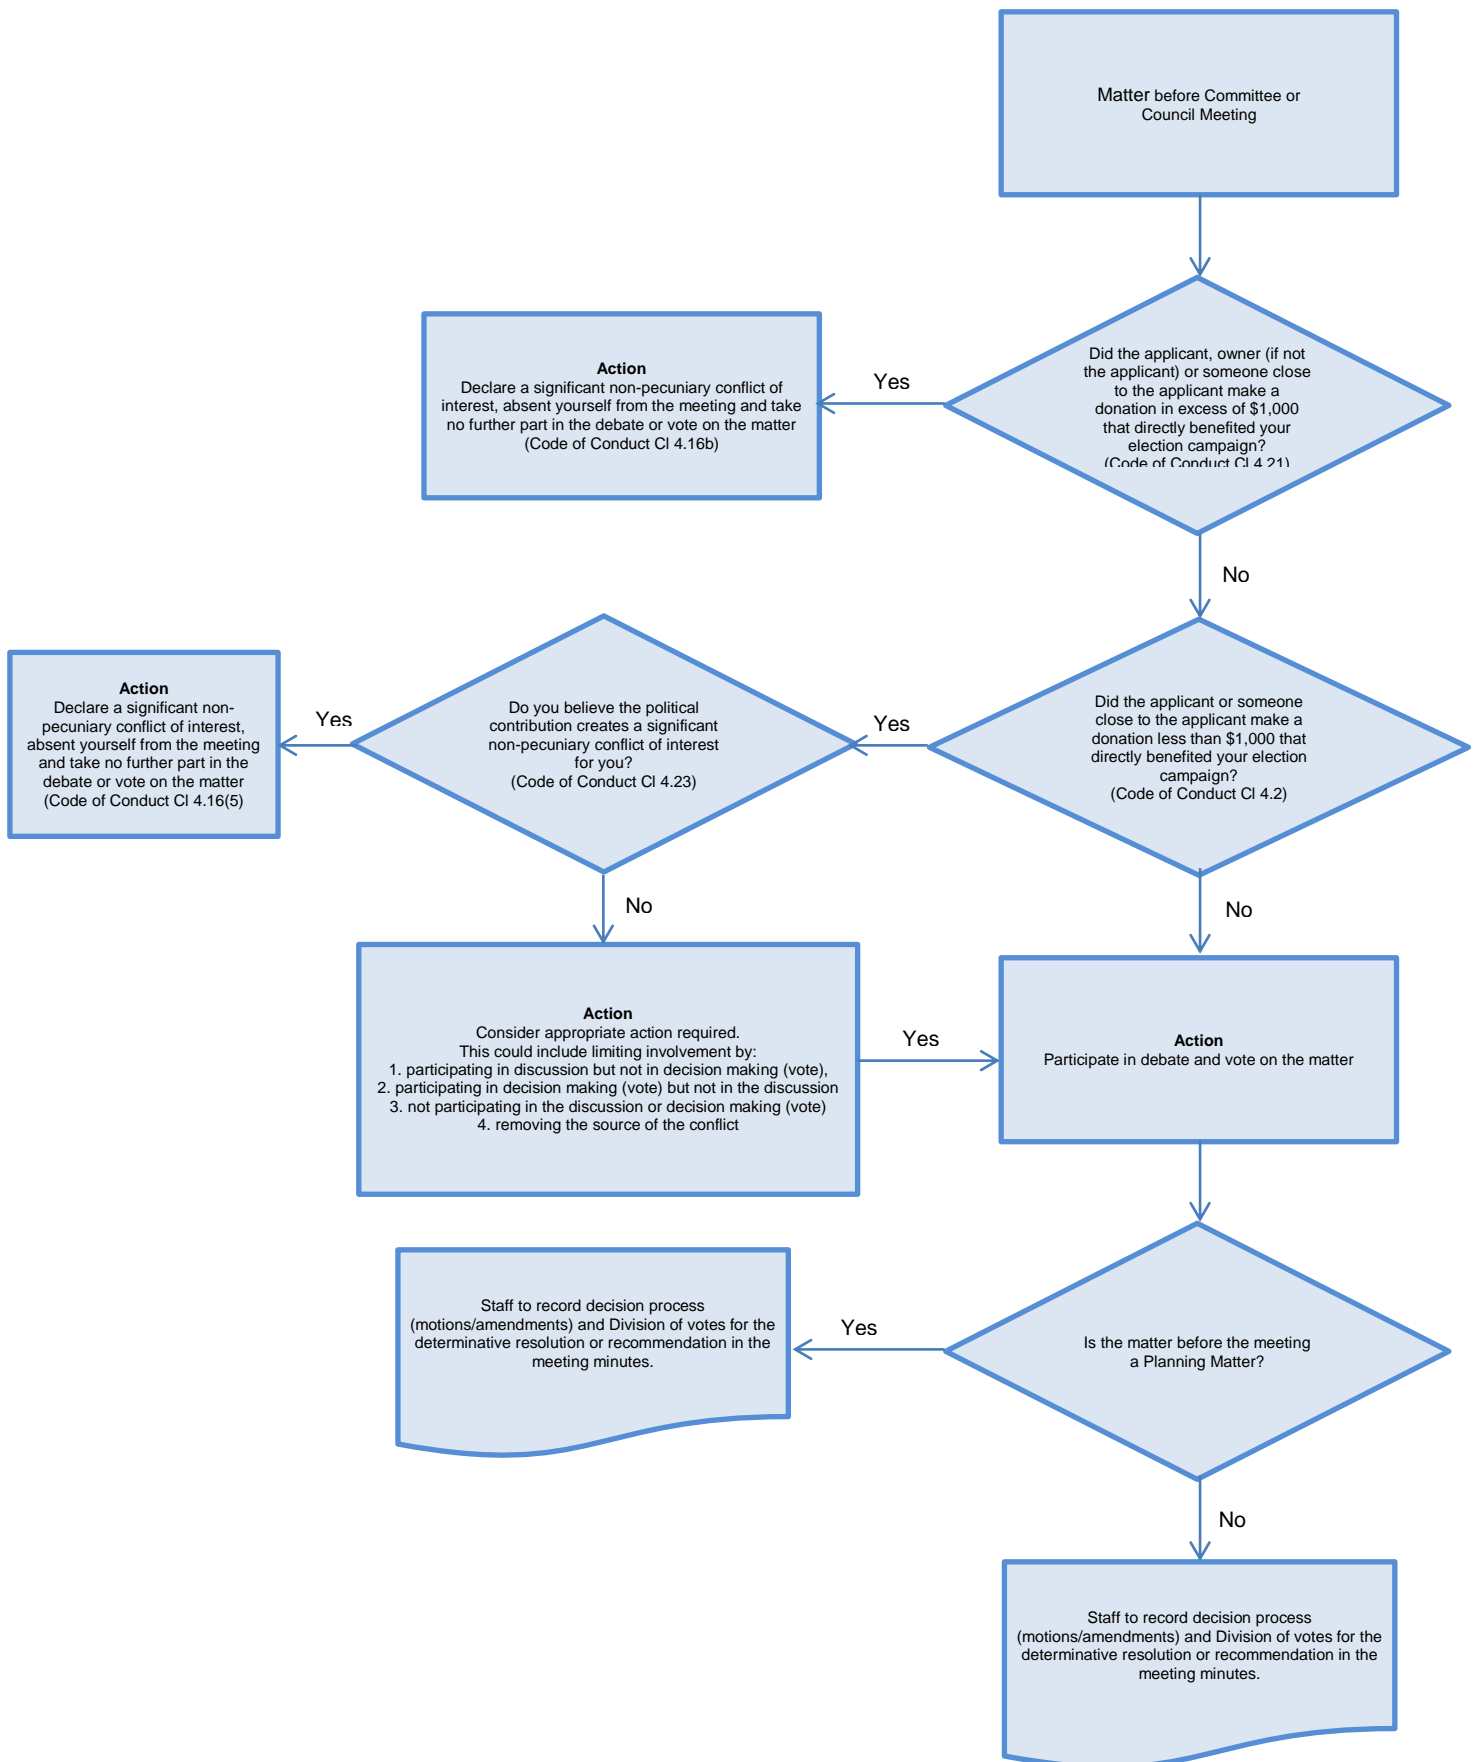 Matter before Committee or
Council Meeting
Did the applicant, owner (if not
the applicant) or someone close
to the applicant make a
donation in excess of $1,000
that directly benefited your
election campaign?
(Code of Conduct Cl 4.21)
Yes
Action
Declare a significant non-pecuniary conflict of
interest, absent yourself from the meeting and take
no further part in the debate or vote on the matter
(Code of Conduct Cl 4.16b)
No
Did the applicant or someone
close to the applicant make a
donation less than $1,000 that
directly benefited your election
campaign?
(Code of Conduct Cl 4.2)
Yes
Do you believe the political
contribution creates a significant
non-pecuniary conflict of interest
for you?
(Code of Conduct Cl 4.23)
Yes
Action
Declare a significant non-
pecuniary conflict of interest,
absent yourself from the meeting
and take no further part in the
debate or vote on the matter
(Code of Conduct Cl 4.16(5)
No
No
Action
Consider appropriate action required.
This could include limiting involvement by:
1. participating in discussion but not in decision making (vote),
2. participating in decision making (vote) but not in the discussion
3. not participating in the discussion or decision making (vote)
4. removing the source of the conflict
Yes
Action
Participate in debate and vote on the matter
Is the matter before the meeting
a Planning Matter?
Yes
Staff to record decision process
(motions/amendments) and Division of votes for the
determinative resolution or recommendation in the
meeting minutes.
No
Staff to record decision process
(motions/amendments) and Division of votes for the
determinative resolution or recommendation in the
meeting minutes.